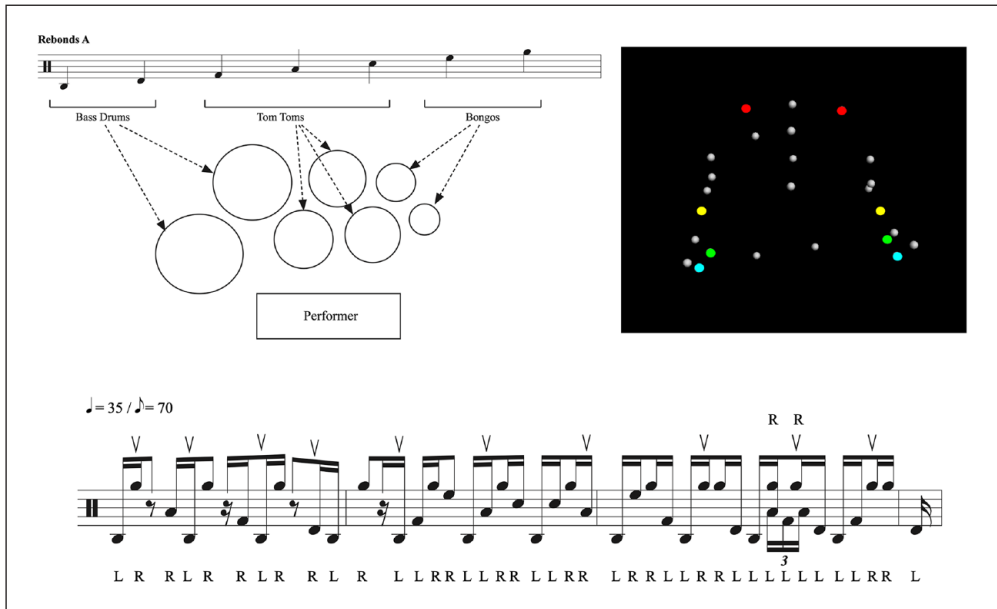 Rebonds A
Bass Drums Tom Toms Bongos
Performer
♩= 35 / ♪= 70
R R
3
L R R L R R L R R L R L L R R L L R R L L R R L R R L L R R L L L L L L L L R R L